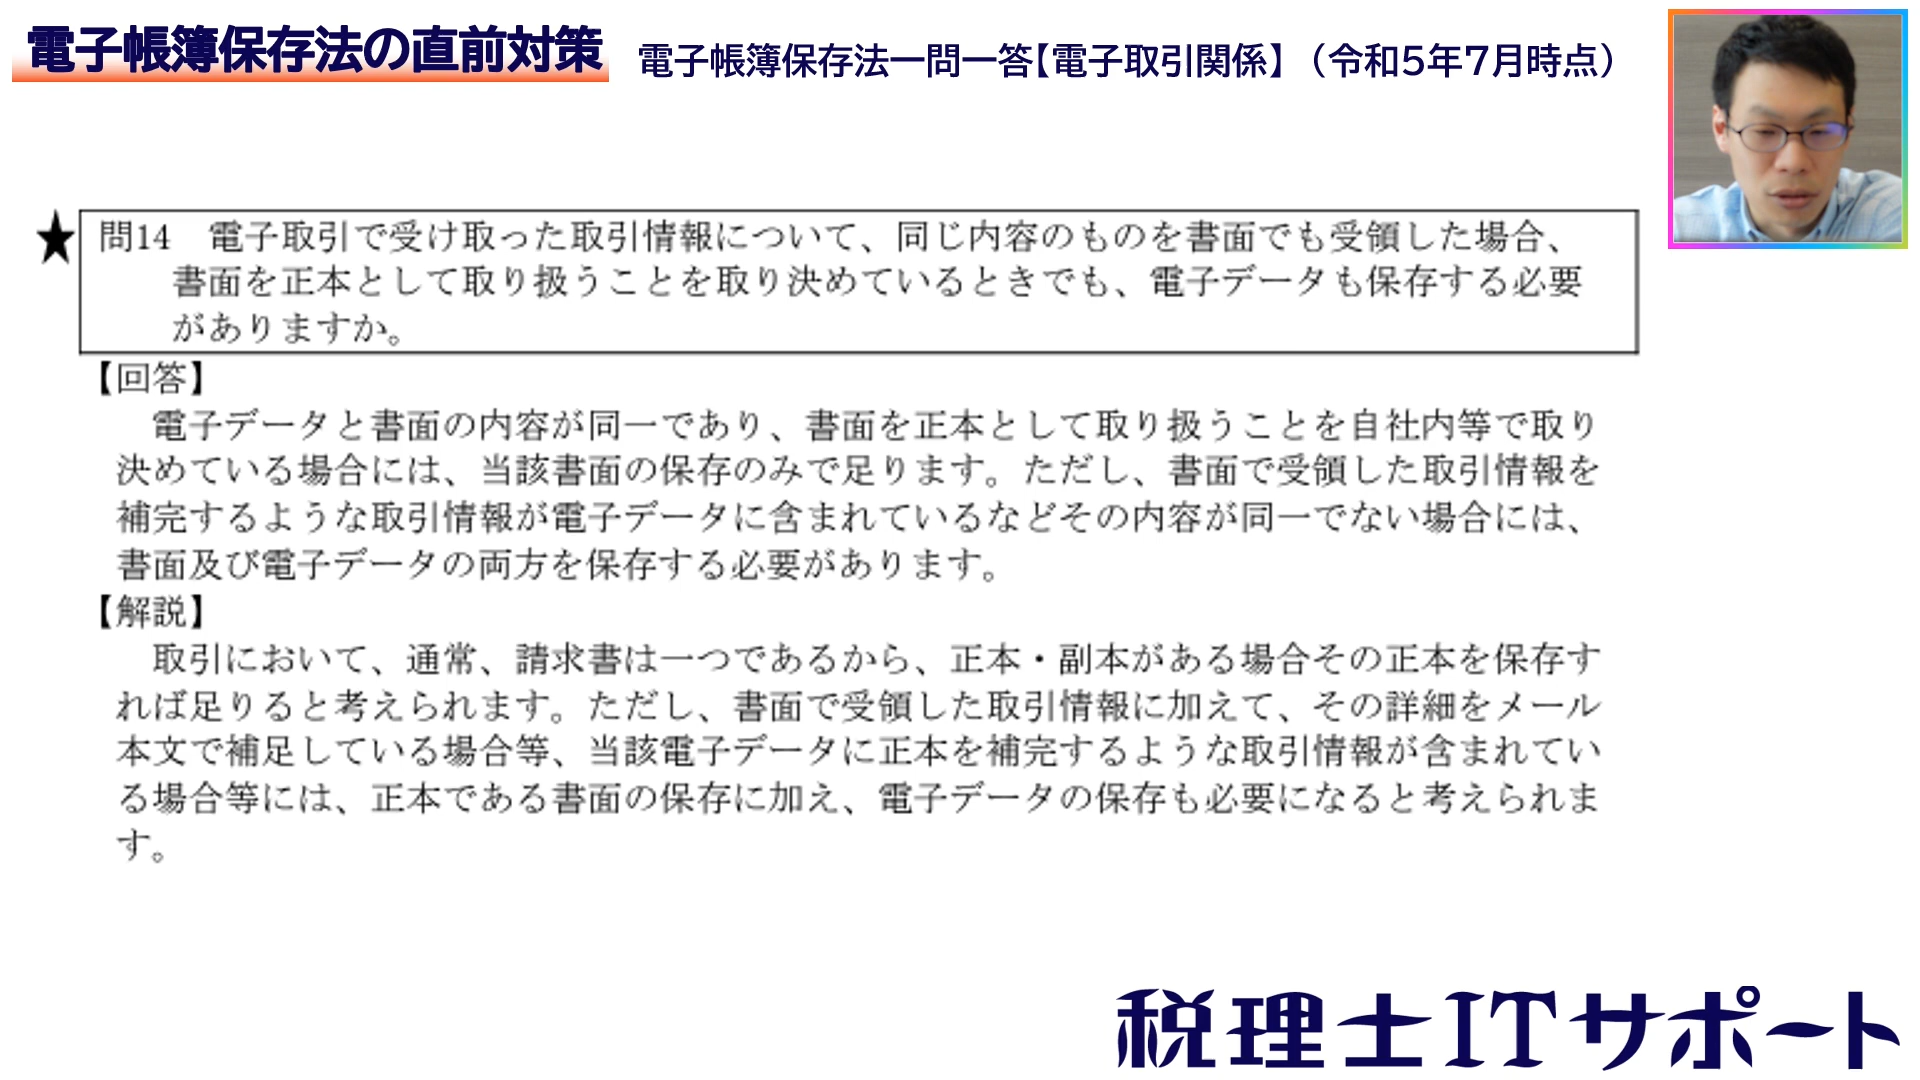 電子帳簿保存法の直前対策
電子帳簿保存法一問一答【電子取引関係】（令和5年7月時点）
★
問14　電子取引で受け取った取引情報について、同じ内容のものを書面でも受領した場合、
書面を正本として取り扱うことを取り決めているときでも、電子データも保存する必要
がありますか。
【回答】
電子データと書面の内容が同一であり、書面を正本として取り扱うことを自社内等で取り
決めている場合には、当該書面の保存のみで足ります。ただし、書面で受領した取引情報を
補完するような取引情報が電子データに含まれているなどその内容が同一でない場合には、
書面及び電子データの両方を保存する必要があります。
【解説】
取引において、通常、請求書は一つであるから、正本・副本がある場合その正本を保存す
れば足りると考えられます。ただし、書面で受領した取引情報に加えて、その詳細をメール
本文で補足している場合等、当該電子データに正本を補完するような取引情報が含まれてい
る場合等には、正本である書面の保存に加え、電子データの保存も必要になると考えられま
す。
税理士ITサポート